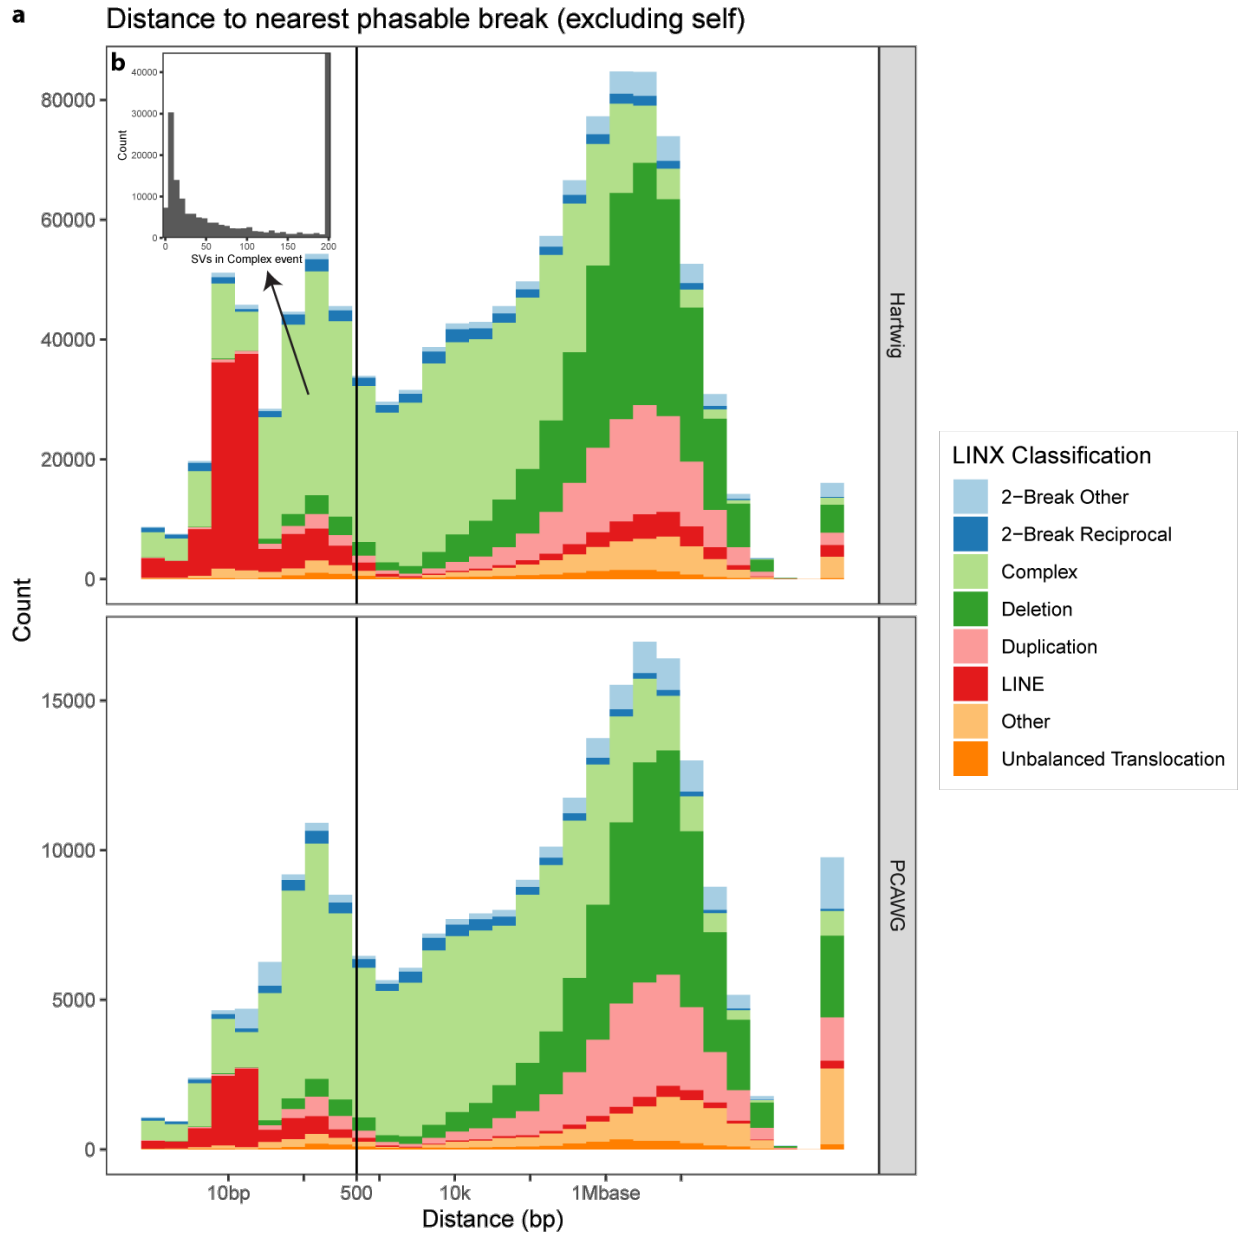 a
Distance to nearest phasable break (excluding self)
b
40000
30000
20000
10000
0
Count
0 50 100 150 200
SVs in Complex event
80000
60000
40000
20000
0
Hartwig
Count
15000
10000
5000
0
PCAWG
10bp 500 10k 1Mbase
Distance (bp)
LINX Classification
2−Break Other
2−Break Reciprocal
Complex
Deletion
Duplication
LINE
Other
Unbalanced Translocation